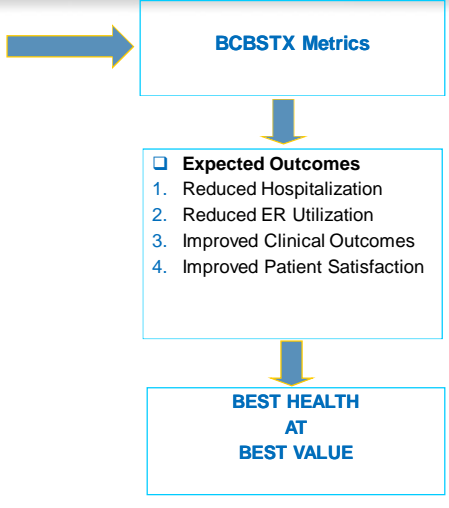 BCBSTX Metrics
❑ Expected Outcomes
1. Reduced Hospitalization
2. Reduced ER Utilization
3. Improved Clinical Outcomes
4. Improved Patient Satisfaction
BEST HEALTH
AT
BEST VALUE